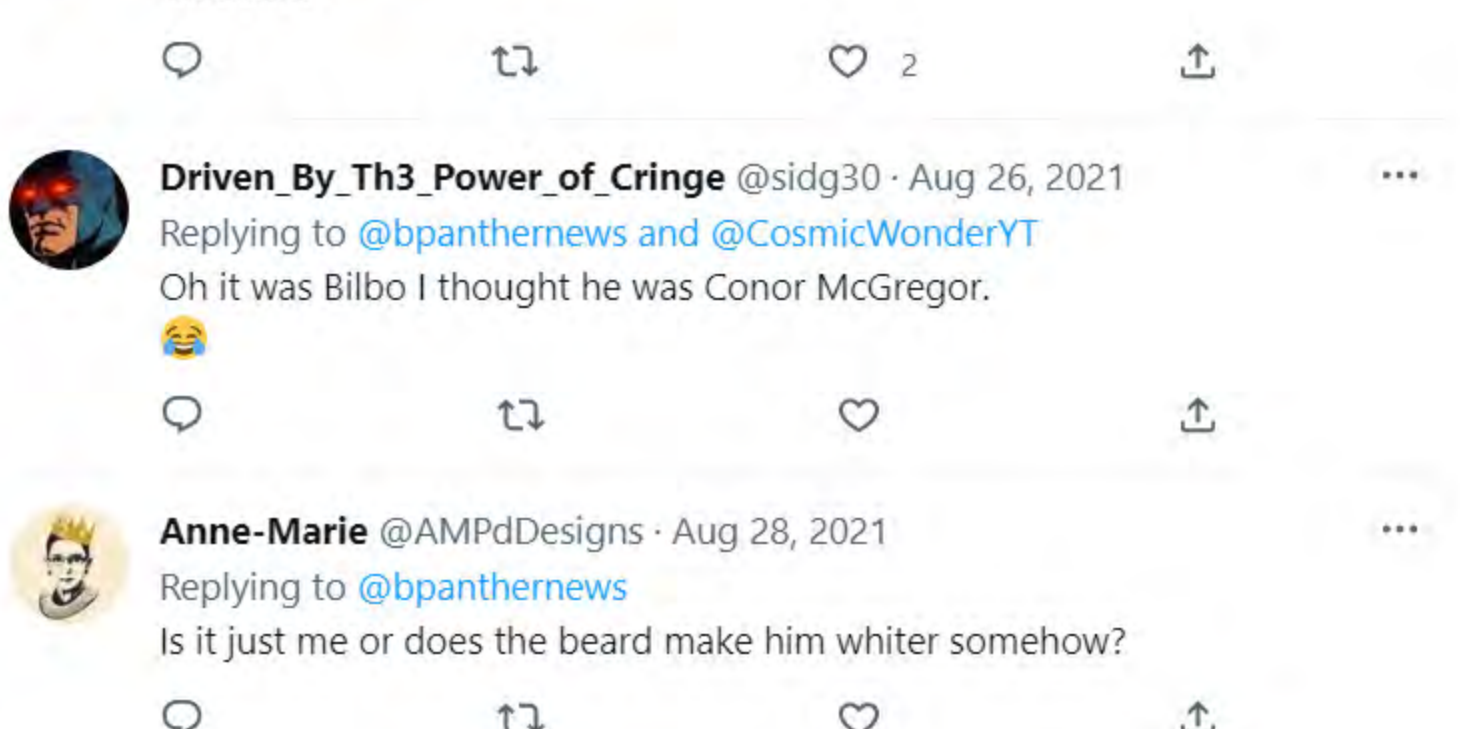 2
Driven_By_Th3_Power_of_Cringe @sidg30 · Aug 26, 2021
Replying to @bpanthernews and @CosmicWonderYT
Oh it was Bilbo I thought he was Conor McGregor.
😂
Anne-Marie @AMPdDesigns · Aug 28, 2021
Replying to @bpanthernews
Is it just me or does the beard make him whiter somehow?